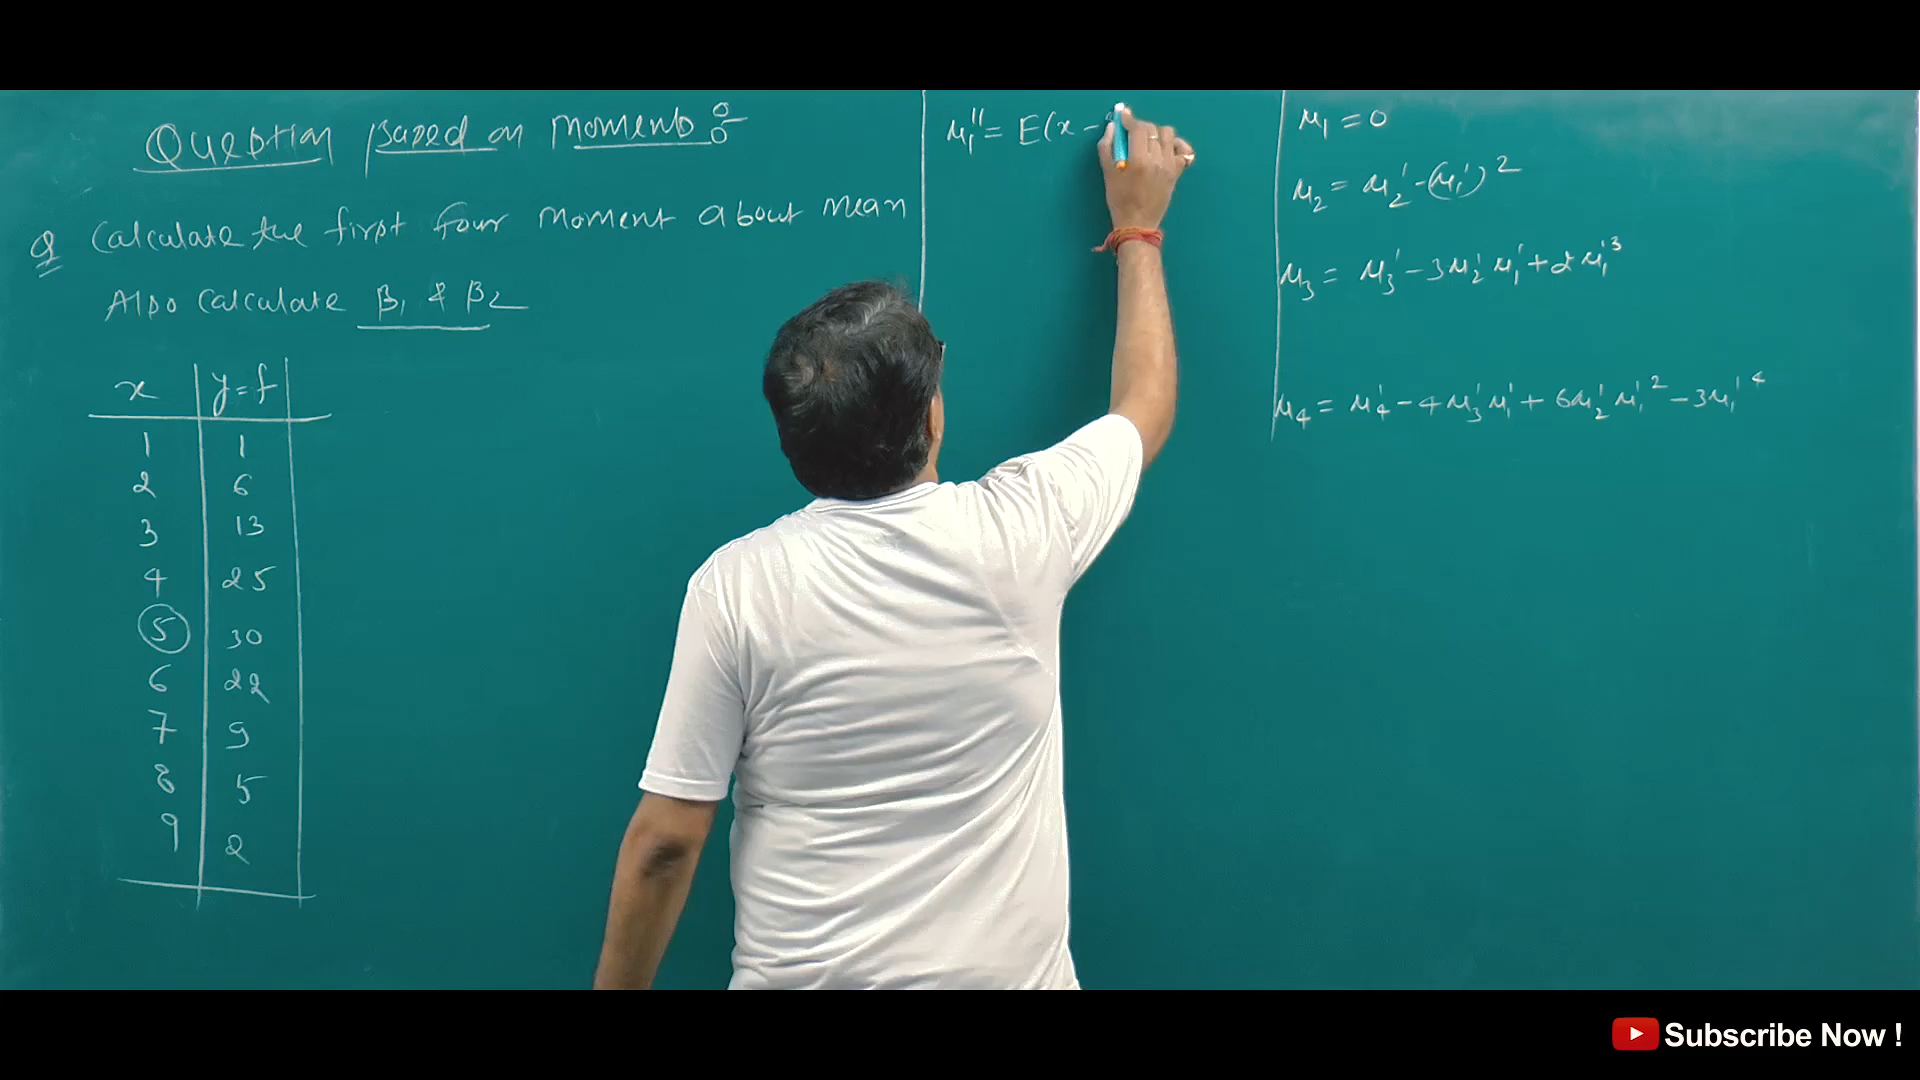 Question Based on Moments :-
Q Calculate the first four moment about mean
Also Calculate β₁ & β₂
x | y=f
1 | 1
2 | 6
3 | 13
4 | 25
5 | 30
6 | 22
7 | 9
8 | 5
9 | 2
μ₁'' = E(x -
μ₁ = 0
μ₂ = μ₂' - (μ₁')²
μ₃ = μ₃' - 3μ₂' μ₁' + 2μ₁'³
μ₄ = μ₄' - 4μ₃' μ₁' + 6μ₂' μ₁'² - 3μ₁'⁴
Subscribe Now !